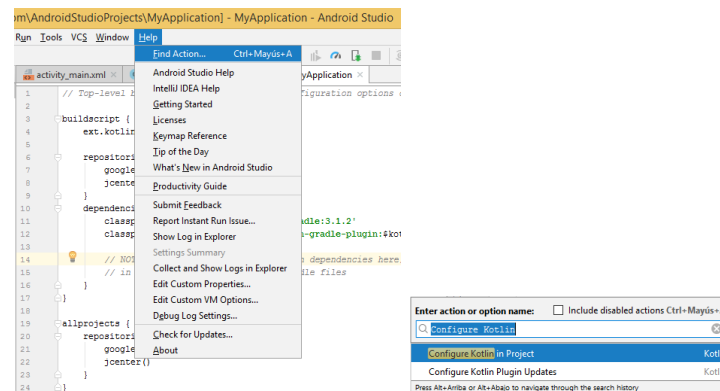 om\AndroidStudioProjects\MyApplication] - MyApplication - Android Studio
Run Tools VCS Window Help
Find Action... Ctrl+Mayús+A
activity_main.xml
MyApplication
Android Studio Help
IntelliJ IDEA Help
Getting Started
Licenses
Keymap Reference
Tip of the Day
What's New in Android Studio
Productivity Guide
Submit Feedback
Report Instant Run Issue...
Show Log in Explorer
Settings Summary
Collect and Show Logs in Explorer
Edit Custom Properties...
Edit Custom VM Options...
Debug Log Settings...
Check for Updates...
About
1 // Top-level b figuration options
2
3 buildscript {
4 ext.kotlin
5
6 repositori
7 google
8 jcente
9 }
10 dependenci
11 classp dle:3.1.2'
12 classp n-gradle-plugin:$kot
13
14 // NOT n dependencies here
15 // in dle files
16 }
17 }
18
19 allprojects {
20 repositori
21 google
22 jcenter()
23 }
24 }
Enter action or option name: Include disabled actions Ctrl+Mayús+
Configure Kotlin
Configure Kotlin in Project Kotl
Configure Kotlin Plugin Updates Kotl
Press Alt+Arriba or Alt+Abajo to navigate through the search history